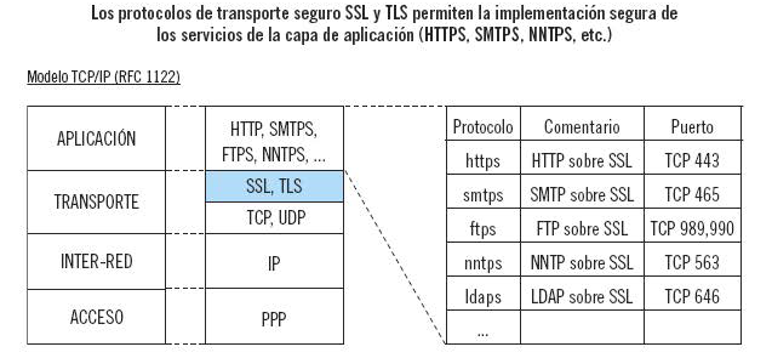 Los protocolos de transporte seguro SSL y TLS permiten la implementación segura de
los servicios de la capa de aplicación (HTTPS, SMTPS, NNTPS, etc.)
Modelo TCP/IP (RFC 1122)
APLICACIÓN
HTTP, SMTPS,
FTPS, NNTPS, ...
TRANSPORTE
SSL, TLS
TCP, UDP
INTER-RED
IP
ACCESO
PPP
Protocolo Comentario Puerto
https HTTP sobre SSL TCP 443
smtps SMTP sobre SSL TCP 465
ftps FTP sobre SSL TCP 989,990
nntps NNTP sobre SSL TCP 563
ldaps LDAP sobre SSL TCP 646
...